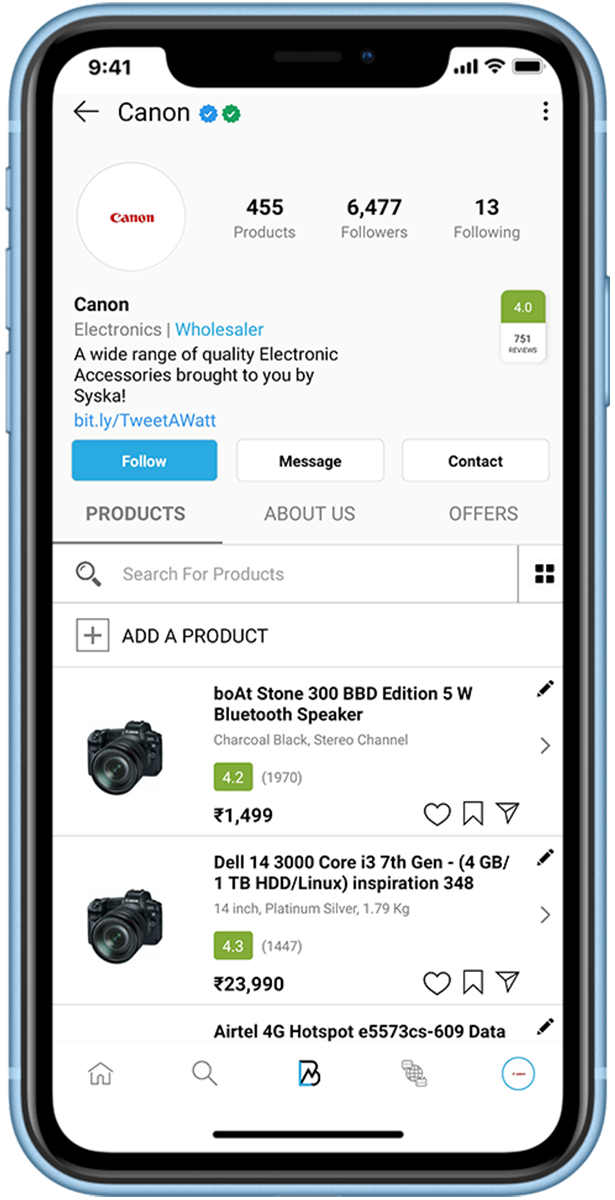 9:41
Canon
Canon
455
Products
6,477
Followers
13
Following
Canon
Electronics | Wholesaler
A wide range of quality Electronic
Accessories brought to you by
Syska!
bit.ly/TweetAWatt
4.0
751
REVIEWS
Follow
Message
Contact
PRODUCTS
ABOUT US
OFFERS
Search For Products
ADD A PRODUCT
boAt Stone 300 BBD Edition 5 W
Bluetooth Speaker
Charcoal Black, Stereo Channel
4.2 (1970)
₹1,499
Dell 14 3000 Core i3 7th Gen - (4 GB/
1 TB HDD/Linux) inspiration 348
14 inch, Platinum Silver, 1.79 Kg
4.3 (1447)
₹23,990
Airtel 4G Hotspot e5573cs-609 Data